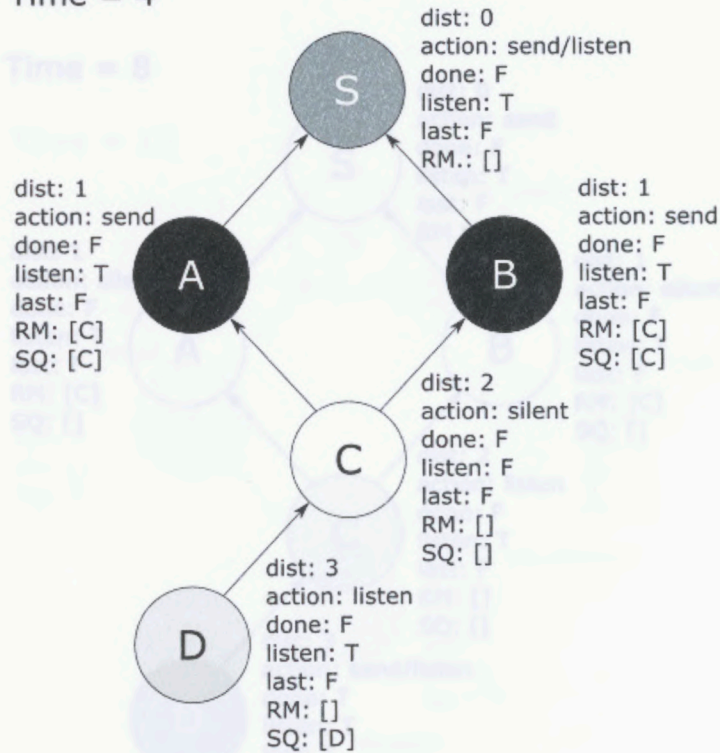 Time = 4
Time = 8
dist: 0
action: send/listen
done: F
listen: T
last: F
RM.: []
S
dist: 1
action: send
done: F
listen: T
last: F
RM: [C]
SQ: [C]
A
B
dist: 1
action: send
done: F
listen: T
last: F
RM: [C]
SQ: [C]
C
dist: 2
action: silent
done: F
listen: F
last: F
RM: []
SQ: []
D
dist: 3
action: listen
done: F
listen: T
last: F
RM: []
SQ: [D]